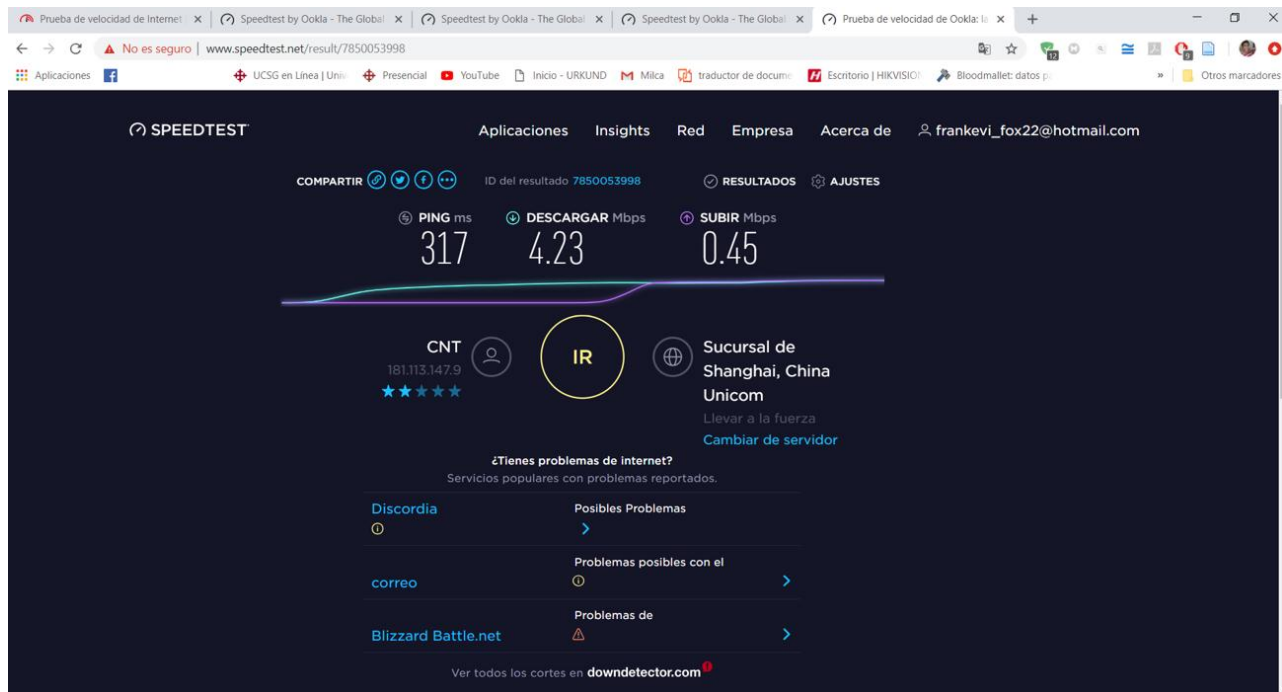 Prueba de velocidad de Internet
Speedtest by Ookla - The Global
Speedtest by Ookla - The Global
Speedtest by Ookla - The Global
Prueba de velocidad de Ookla: la
No es seguro | www.speedtest.net/result/7850053998
12
9
Aplicaciones
UCSG en Línea | Univ
Presencial
YouTube
Inicio - URKUND
Milca
traductor de docume
Escritorio | HIKVISION
Bloodmallet: datos p
»
Otros marcadores
SPEEDTEST
Aplicaciones Insights Red Empresa Acerca de frankevi_fox22@hotmail.com
COMPARTIR ID del resultado 7850053998 RESULTADOS AJUSTES
PING ms DESCARGAR Mbps SUBIR Mbps
317 4.23 0.45
CNT
181.113.147.9
IR
Sucursal de
Shanghai, China
Unicom
Llevar a la fuerza
Cambiar de servidor
¿Tienes problemas de internet?
Servicios populares con problemas reportados.
Discordia Posibles Problemas
Problemas posibles con el
correo
Problemas de
Blizzard Battle.net
Ver todos los cortes en downdetector.com